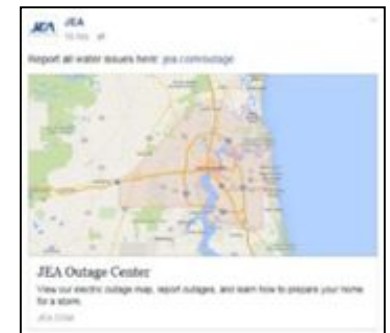 JEA
JEA
Report all water issues here: jea.com/outage
JEA Outage Center
View our electric outage map, report outages, and learn how to prepare your home
for a storm.